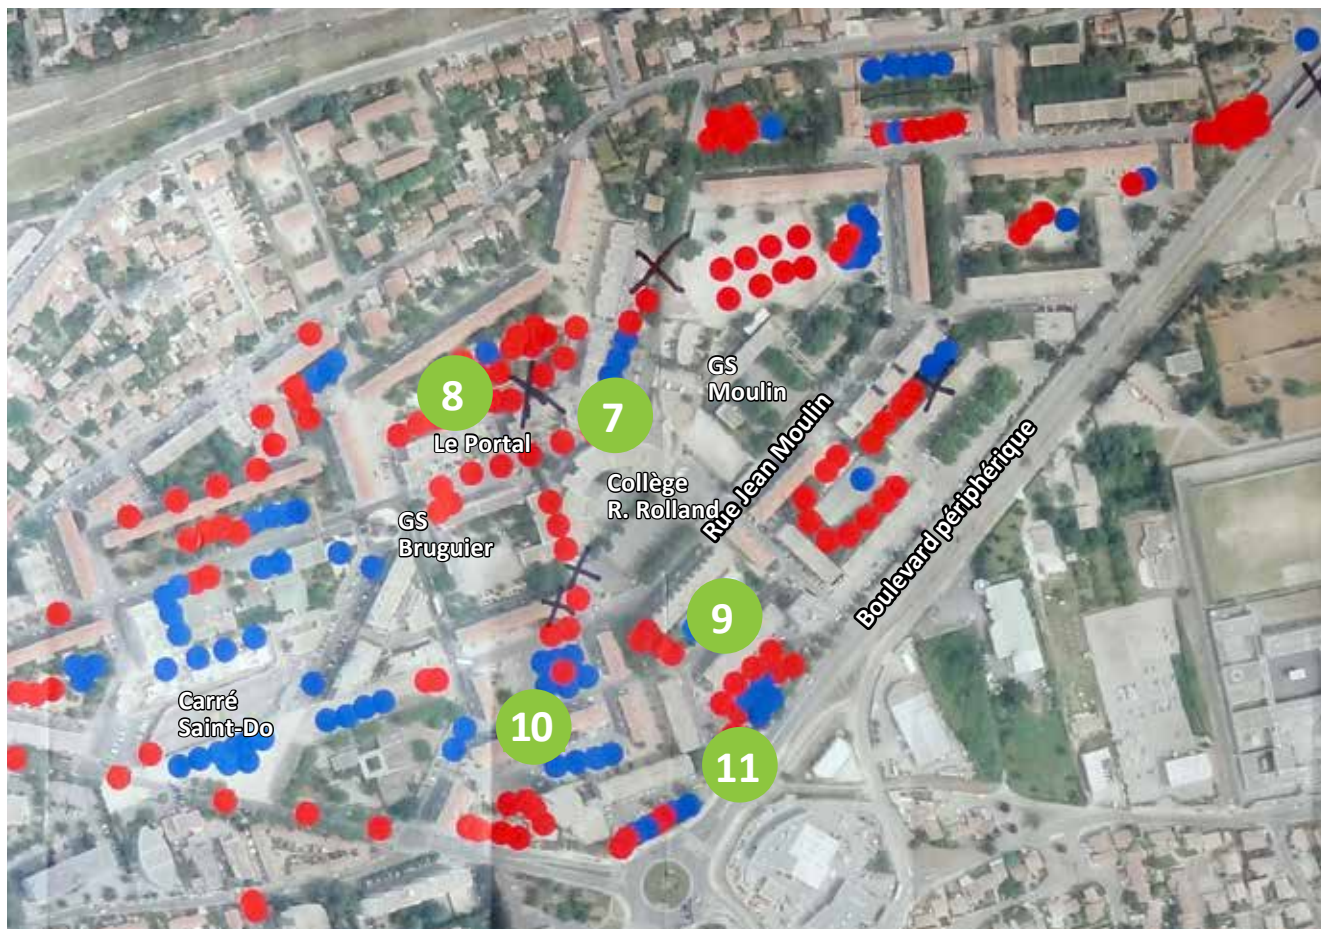 GS
Moulin
8
7
Le Portal
Rue Jean Moulin
Collège
R. Rolland
GS
Bruguier
Boulevard périphérique
9
Carré
Saint-Do
10
11